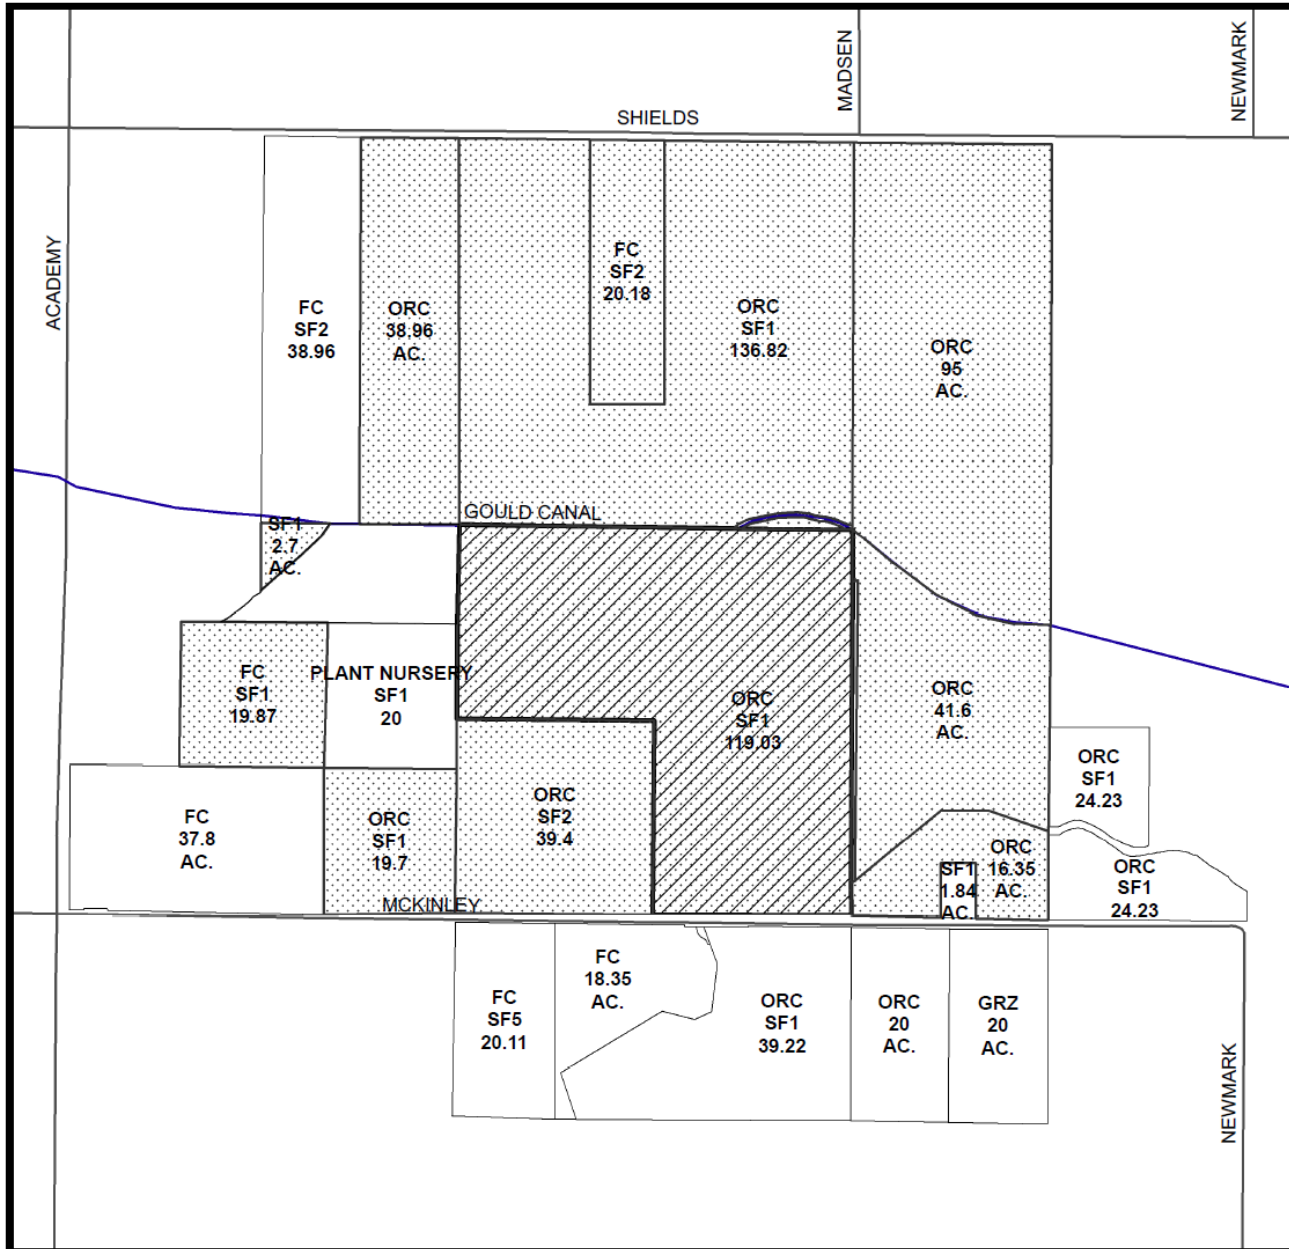 MADSEN
NEWMARK
SHIELDS
ACADEMY
FC
SF2
38.96
ORC
38.96
AC.
FC
SF2
20.18
ORC
SF1
136.82
ORC
95
AC.
GOULD CANAL
SF1
2.7
AC.
FC
SF1
19.87
PLANT NURSERY
SF1
20
ORC
SF1
119.03
ORC
41.6
AC.
ORC
SF1
24.23
FC
37.8
AC.
ORC
SF1
19.7
ORC
SF2
39.4
SF1
1.84
AC.
ORC
16.35
AC.
ORC
SF1
24.23
MCKINLEY
FC
SF5
20.11
FC
18.35
AC.
ORC
SF1
39.22
ORC
20
AC.
GRZ
20
AC.
NEWMARK